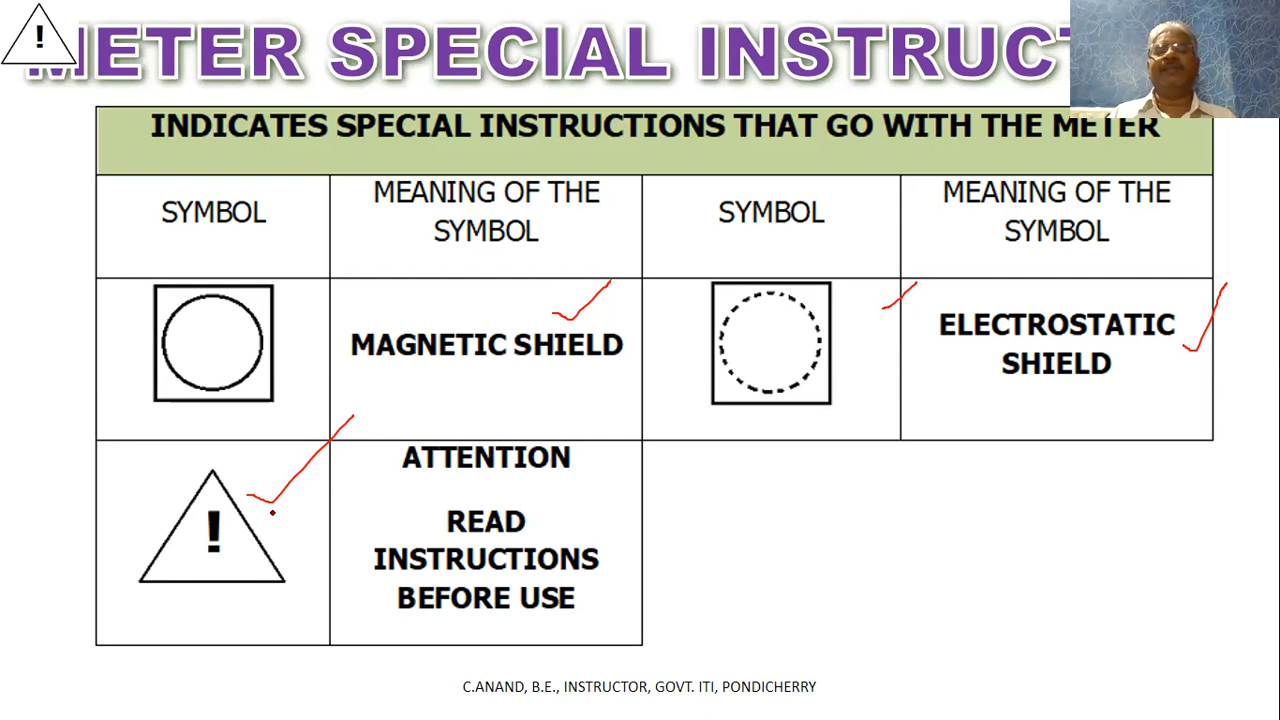 !
METER SPECIAL INSTRUCT
INDICATES SPECIAL INSTRUCTIONS THAT GO WITH THE METER
SYMBOL
MEANING OF THE
SYMBOL
SYMBOL
MEANING OF THE
SYMBOL
MAGNETIC SHIELD
ELECTROSTATIC
SHIELD
!
ATTENTION
READ
INSTRUCTIONS
BEFORE USE
C.ANAND, B.E., INSTRUCTOR, GOVT. ITI, PONDICHERRY